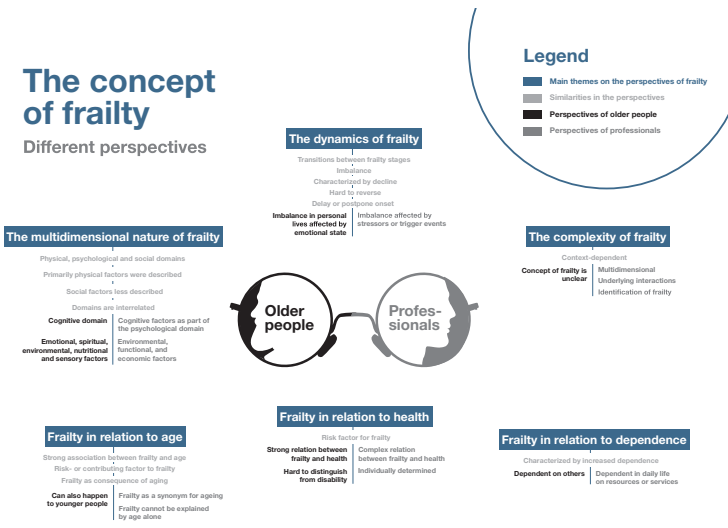 The concept
of frailty
Different perspectives
Legend
Main themes on the perspectives of frailty
Similarities in the perspectives
Perspectives of older people
Perspectives of professionals
The dynamics of frailty
Transitions between frailty stages
Imbalance
Characterized by decline
Hard to reverse
Delay or postpone onset
Imbalance in personal
lives affected by
emotional state
Imbalance affected by
stressors or trigger events
The multidimensional nature of frailty
Physical, psychological and social domains
Primarily physical factors were described
Social factors less described
Domains are interrelated
Cognitive domain
Cognitive factors as part of
the psychological domain
Emotional, spiritual,
environmental, nutritional
and sensory factors
Environmental,
functional, and
economic factors
The complexity of frailty
Context-dependent
Concept of frailty is
unclear
Multidimensional
Underlying interactions
Identification of frailty
Older
people
Profes-
sionals
Frailty in relation to age
Strong association between frailty and age
Risk- or contributing factor to frailty
Frailty as consequence of aging
Can also happen
to younger people
Frailty as a synonym for ageing
Frailty cannot be explained
by age alone
Frailty in relation to health
Risk factor for frailty
Strong relation between
frailty and health
Hard to distinguish
from disability
Complex relation
between frailty and health
Individually determined
Frailty in relation to dependence
Characterized by increased dependence
Dependent on others
Dependent in daily life
on resources or services